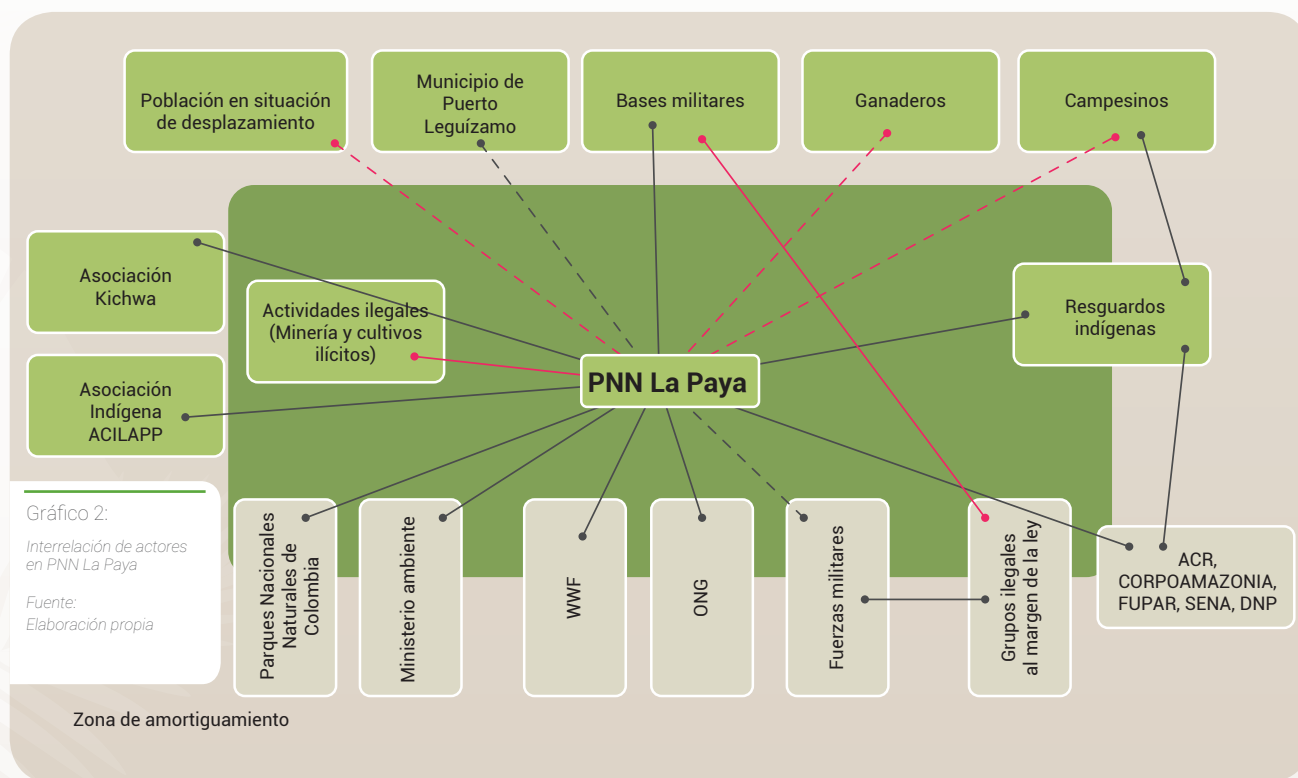 Población en situación
de desplazamiento
Municipio de
Puerto
Leguízamo
Bases militares
Ganaderos
Campesinos
Asociación
Kichwa
Actividades ilegales
(Minería y cultivos
ilícitos)
Resguardos
indígenas
PNN La Paya
Asociación
Indígena
ACILAPP
Gráfico 2:
Interrelación de actores
en PNN La Paya
Fuente:
Elaboración propia
Parques Nacionales
Naturales de
Colombia
Ministerio ambiente
WWF
ONG
Fuerzas militares
Grupos ilegales
al margen de la ley
ACR,
CORPOAMAZONIA,
FUPAR, SENA, DNP
Zona de amortiguamiento